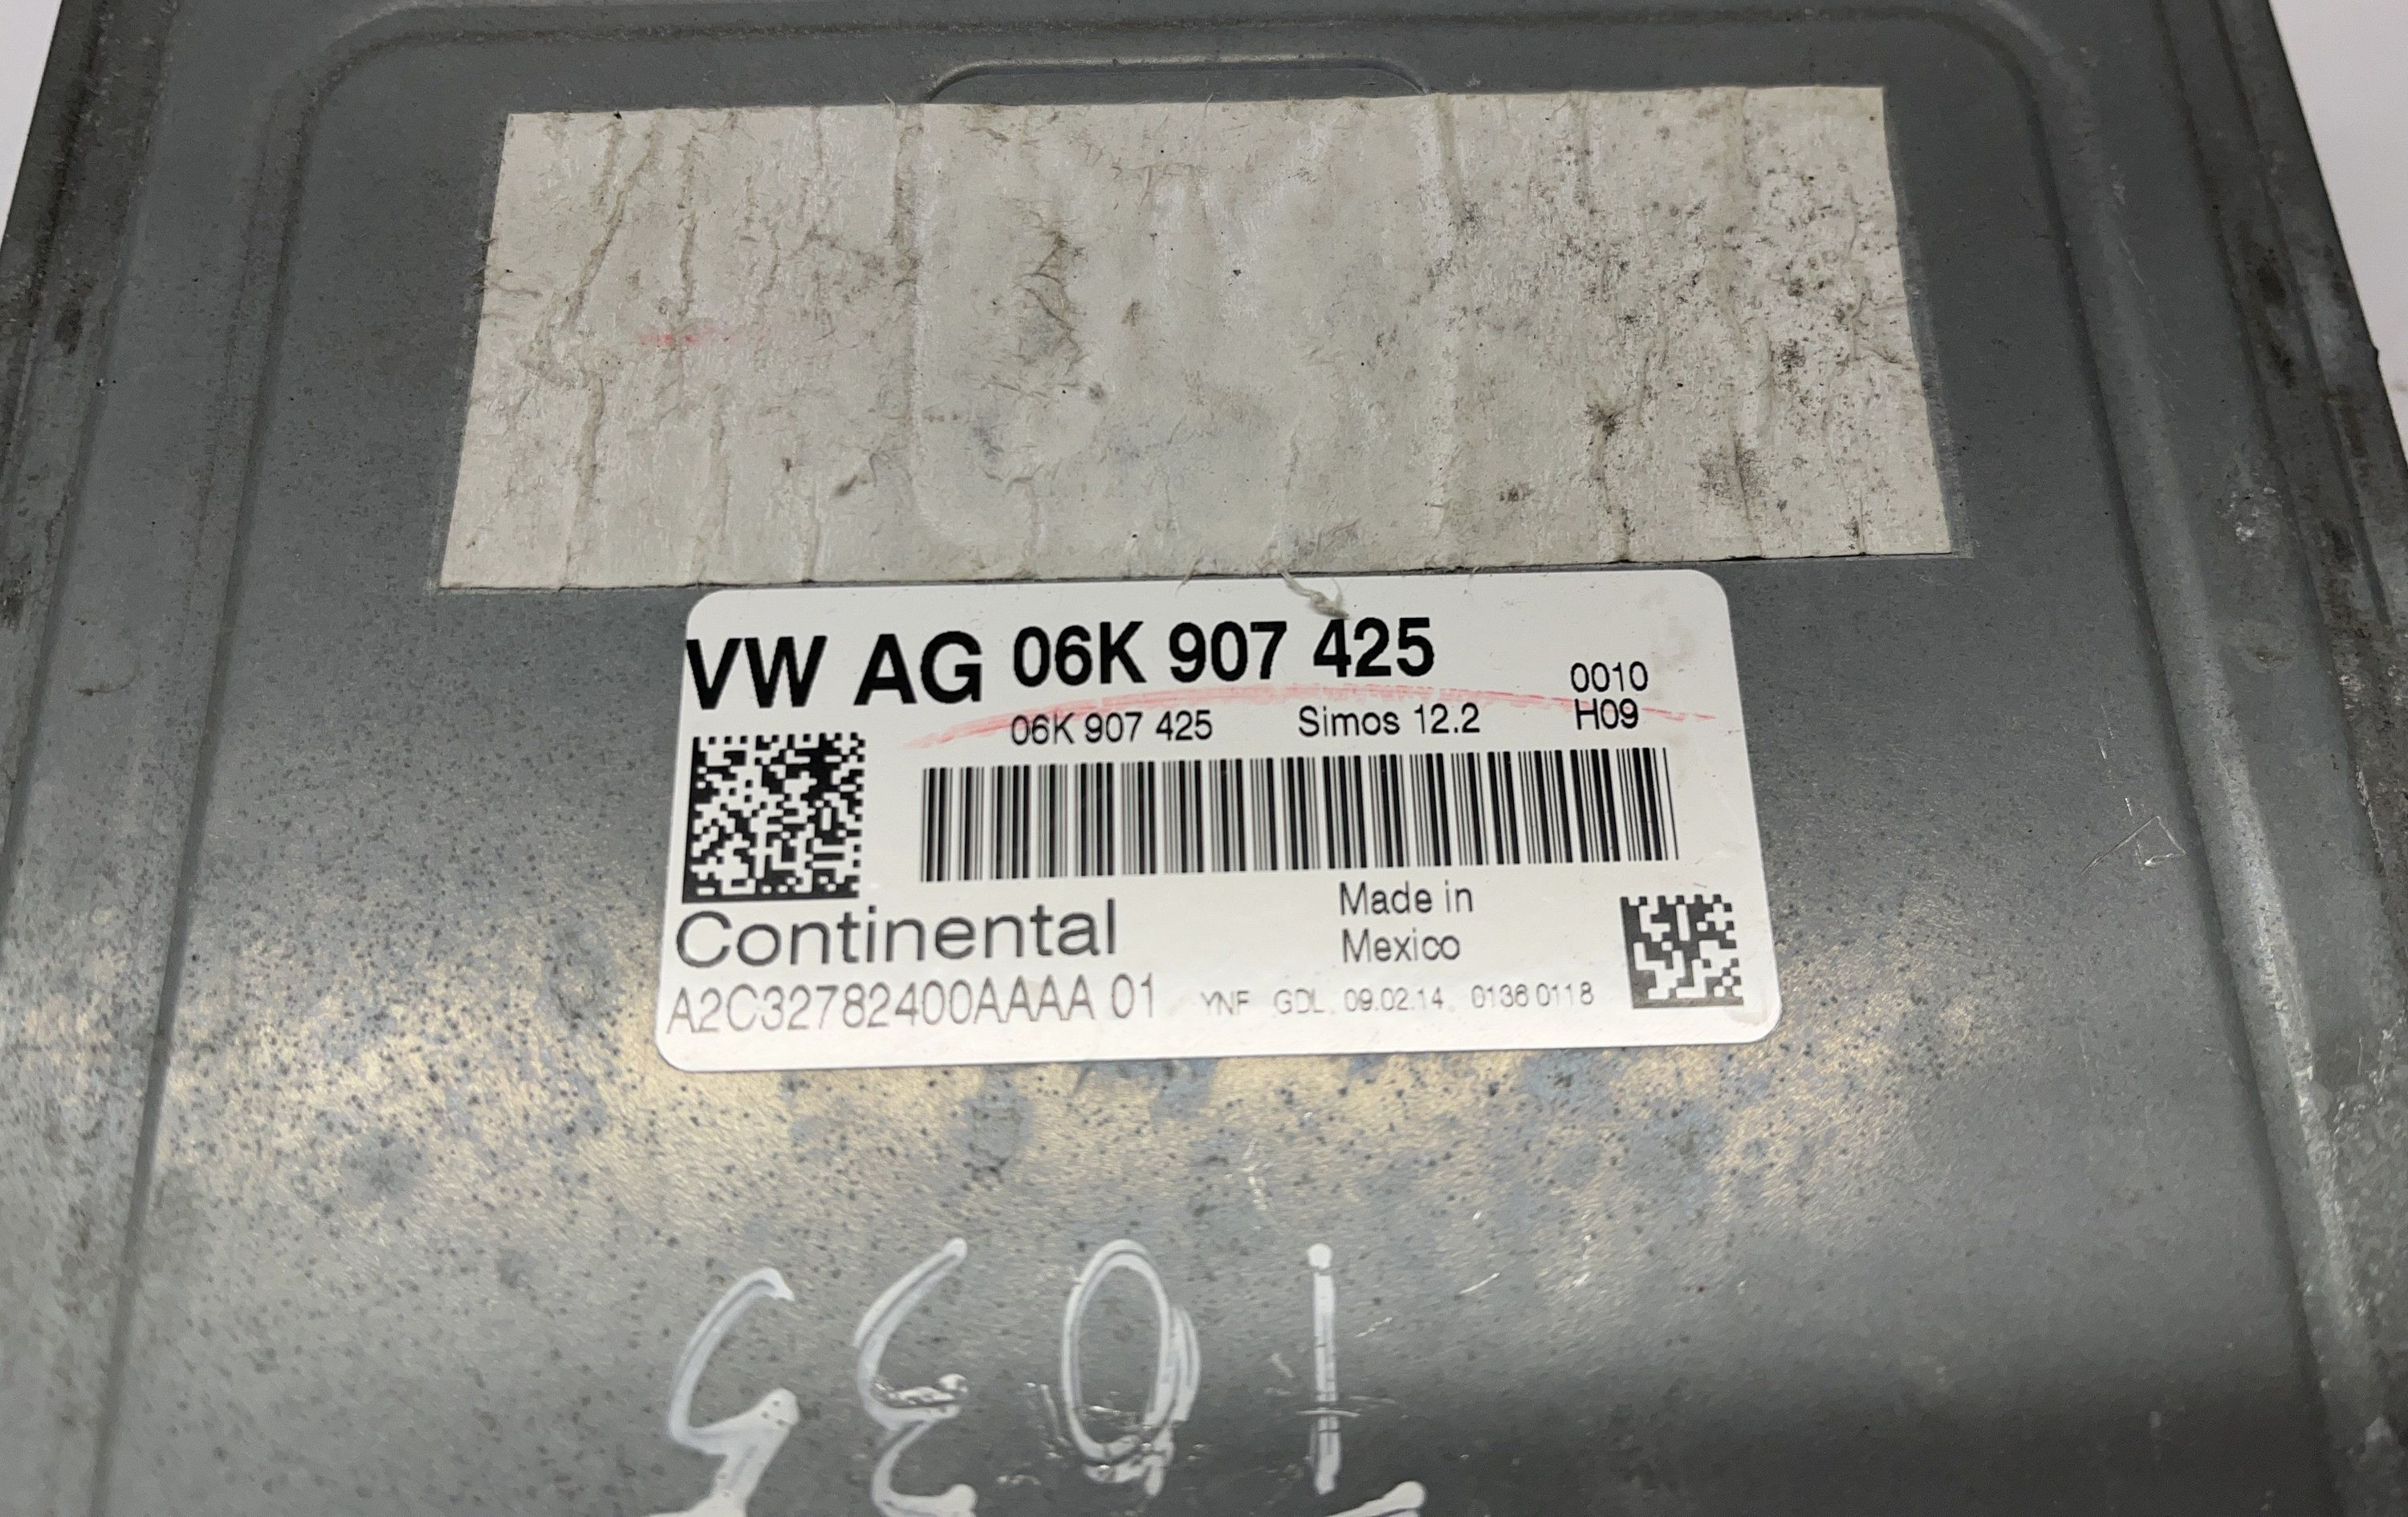 VW AG 06K 907 425
0010
06K 907 425 Simos 12.2 H09
Continental
Made in
Mexico
A2C32782400AAAA 01 YNF GDL 09.02.14 0136 0118